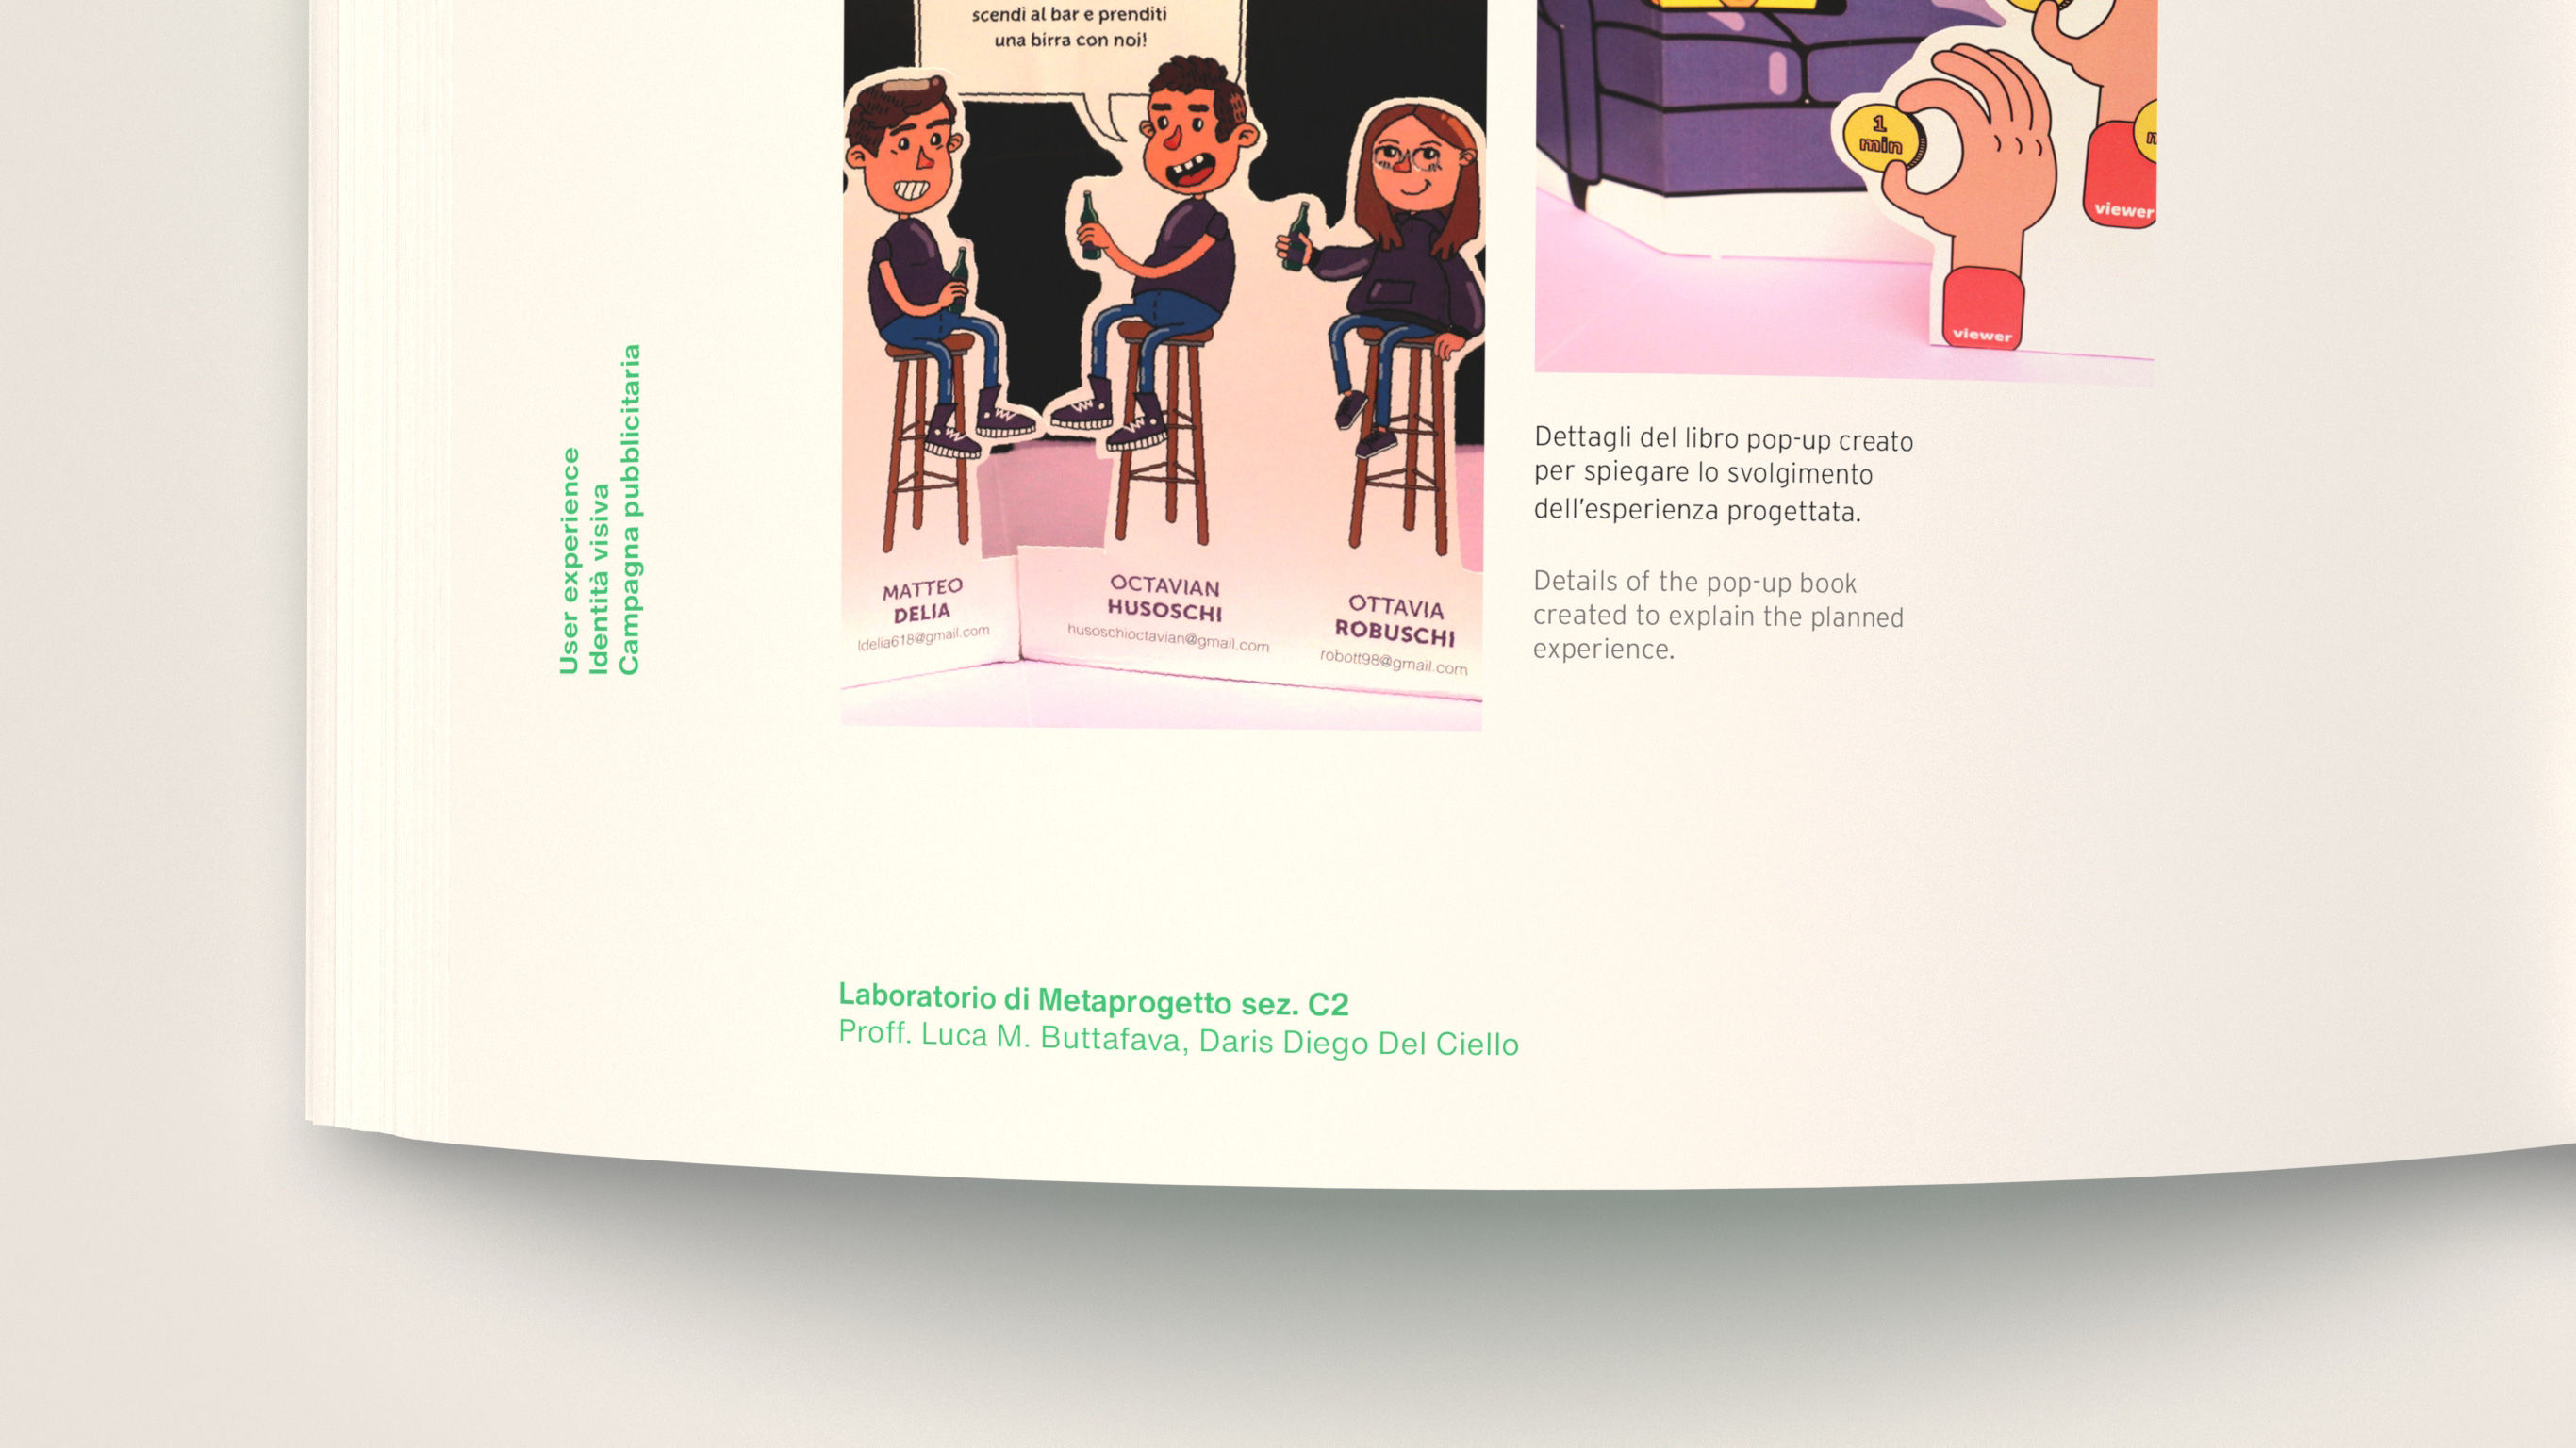 scendi al bar e prenditi
una birra con noi!
1
min
viewer
viewer
User experience
Identità visiva
Campagna pubblicitaria
MATTEO
DELIA
ldelia618@gmail.com
OCTAVIAN
HUSOSCHI
husoschioctavian@gmail.com
OTTAVIA
ROBUSCHI
robott98@gmail.com
Dettagli del libro pop-up creato
per spiegare lo svolgimento
dell'esperienza progettata.
Details of the pop-up book
created to explain the planned
experience.
Laboratorio di Metaprogetto sez. C2
Proff. Luca M. Buttafava, Daris Diego Del Ciello